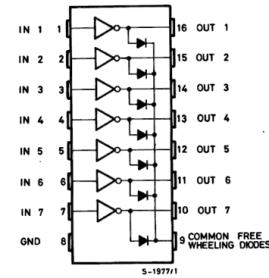 IN 1 1 16 OUT 1
IN 2 2 15 OUT 2
IN 3 3 14 OUT 3
IN 4 4 13 OUT 4
IN 5 5 12 OUT 5
IN 6 6 11 OUT 6
IN 7 7 10 OUT 7
GND 8 9 COMMON FREE
WHEELING DIODES
S-1977/1